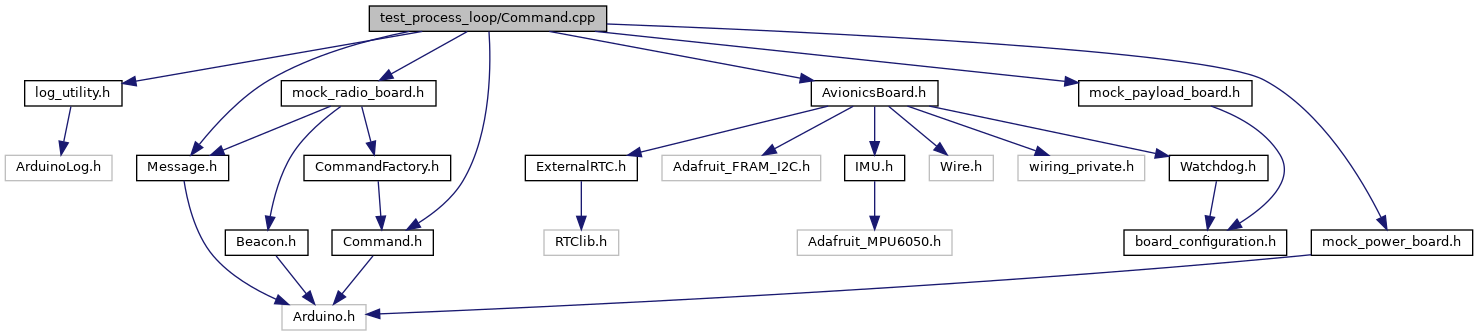 test_process_loop/Command.cpp
log_utility.h
mock_radio_board.h
AvionicsBoard.h
mock_payload_board.h
ArduinoLog.h
Message.h
CommandFactory.h
ExternalRTC.h
Adafruit_FRAM_I2C.h
IMU.h
Wire.h
wiring_private.h
Watchdog.h
Beacon.h
Command.h
RTClib.h
Adafruit_MPU6050.h
board_configuration.h
mock_power_board.h
Arduino.h